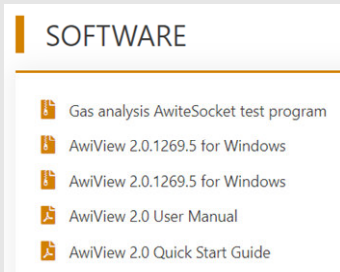 SOFTWARE
Gas analysis AwiteSocket test program
AwiView 2.0.1269.5 for Windows
AwiView 2.0.1269.5 for Windows
AwiView 2.0 User Manual
AwiView 2.0 Quick Start Guide